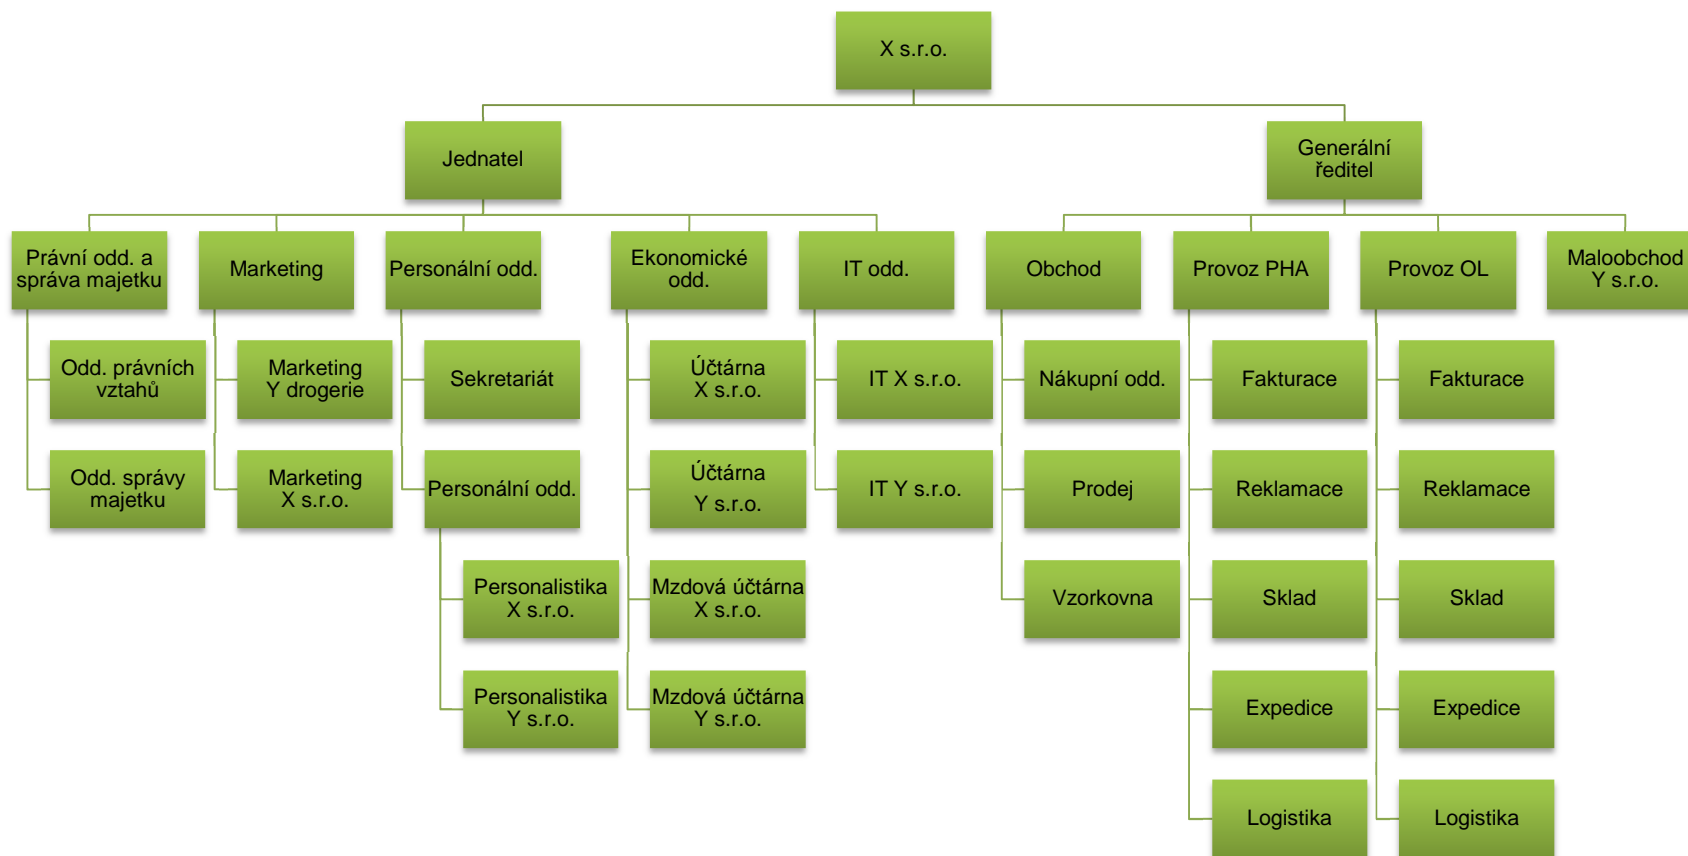 X s.r.o.
Jednatel
Generální
ředitel
Právní odd. a
správa majetku
Marketing
Personální odd.
Ekonomické
odd.
IT odd.
Obchod
Provoz PHA
Provoz OL
Maloobchod
Y s.r.o.
Odd. právních
vztahů
Marketing
Y drogerie
Sekretariát
Účtárna
X s.r.o.
IT X s.r.o.
Nákupní odd.
Fakturace
Fakturace
Odd. správy
majetku
Marketing
X s.r.o.
Personální odd.
Účtárna
Y s.r.o.
IT Y s.r.o.
Prodej
Reklamace
Reklamace
Personalistika
X s.r.o.
Mzdová účtárna
X s.r.o.
Vzorkovna
Sklad
Sklad
Personalistika
Y s.r.o.
Mzdová účtárna
Y s.r.o.
Expedice
Expedice
Logistika
Logistika